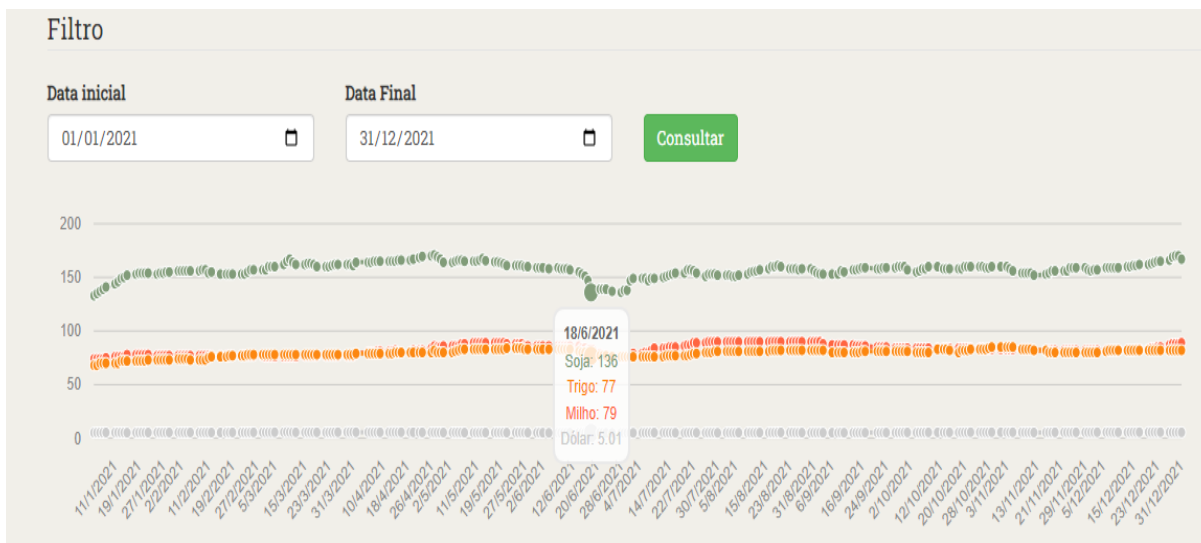 Filtro
Data inicial Data Final
01/01/2021 31/12/2021 Consultar
200
150
100
50
0
18/6/2021
Soja: 136
Trigo: 77
Milho: 79
Dólar: 5.01
11/1/2021 19/1/2021 27/1/2021 2/2/2021 11/2/2021 19/2/2021 27/2/2021 5/3/2021 15/3/2021 23/3/2021 31/3/2021 10/4/2021 18/4/2021 26/4/2021 2/5/2021 11/5/2021 19/5/2021 27/5/2021 2/6/2021 12/6/2021 20/6/2021 28/6/2021 4/7/2021 14/7/2021 22/7/2021 30/7/2021 5/8/2021 15/8/2021 23/8/2021 31/8/2021 6/9/2021 16/9/2021 24/9/2021 2/10/2021 12/10/2021 20/10/2021 28/10/2021 3/11/2021 13/11/2021 21/11/2021 29/11/2021 5/12/2021 15/12/2021 23/12/2021 31/12/2021